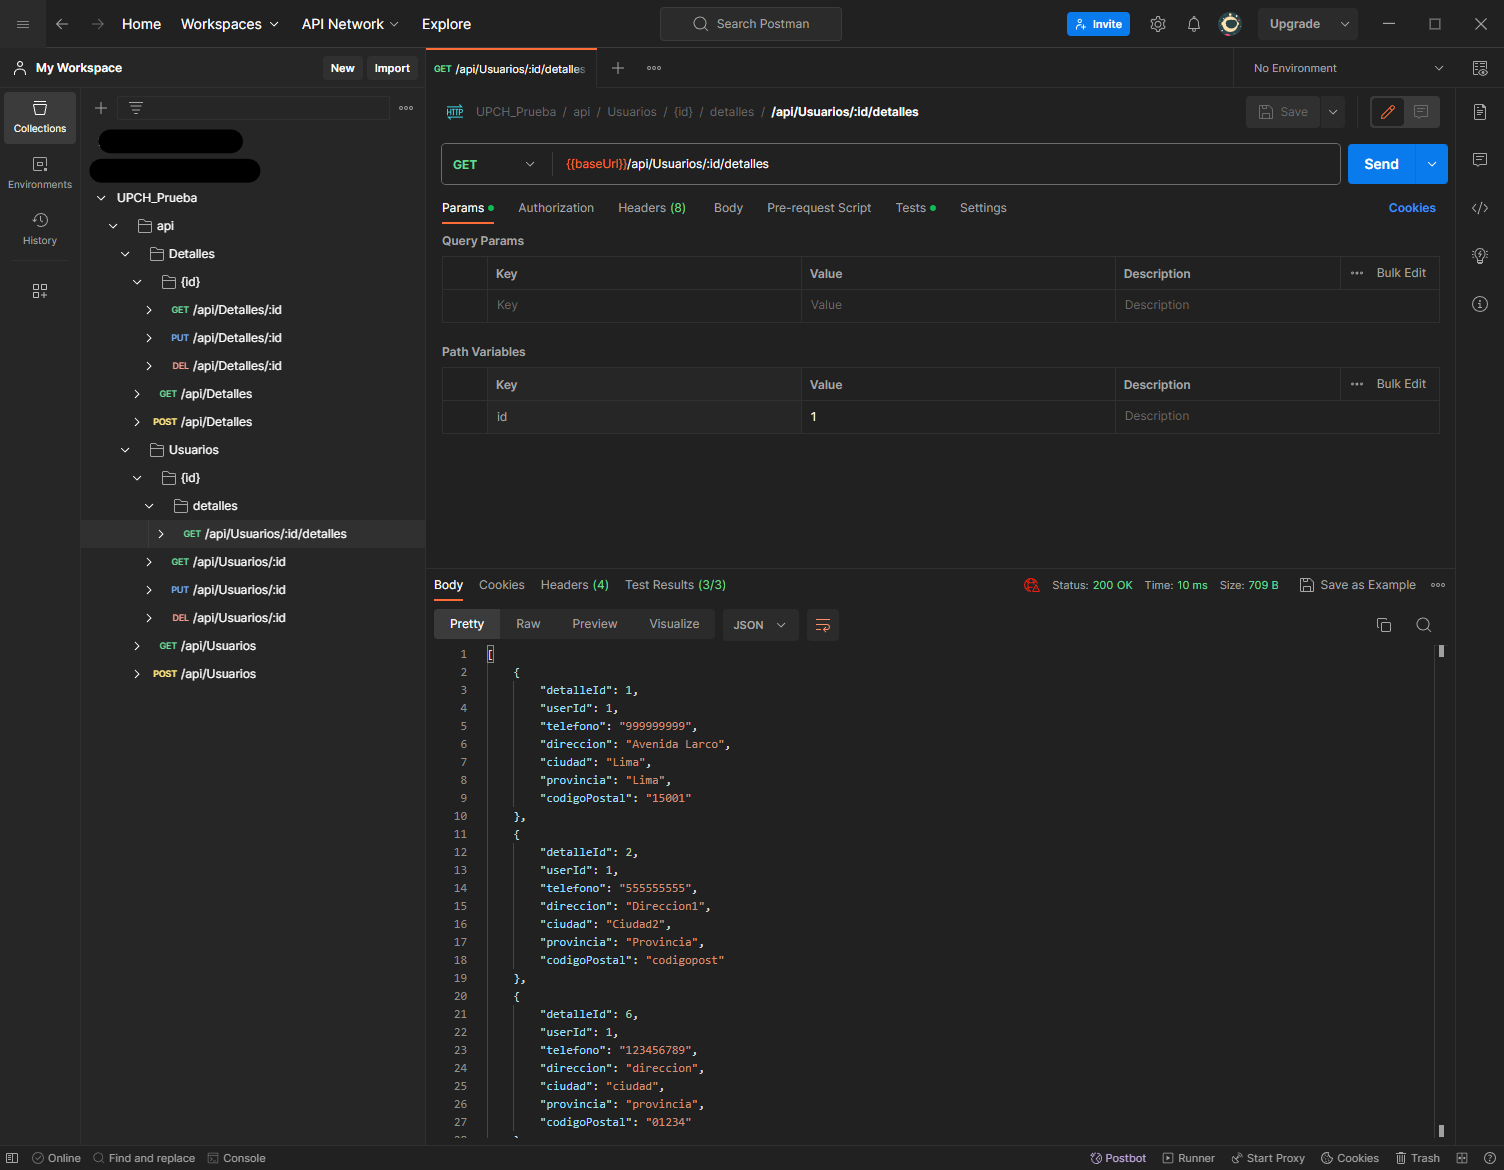 Home Workspaces API Network Explore Search Postman Invite Upgrade
My Workspace New Import GET /api/Usuarios/:id/detalles No Environment
Collections
Environments
History
UPCH_Prueba
api
Detalles
{id}
GET /api/Detalles/:id
PUT /api/Detalles/:id
DEL /api/Detalles/:id
GET /api/Detalles
POST /api/Detalles
Usuarios
{id}
detalles
GET /api/Usuarios/:id/detalles
GET /api/Usuarios/:id
PUT /api/Usuarios/:id
DEL /api/Usuarios/:id
GET /api/Usuarios
POST /api/Usuarios
HTTP UPCH_Prueba / api / Usuarios / {id} / detalles / /api/Usuarios/:id/detalles Save
GET {{baseUrl}}/api/Usuarios/:id/detalles Send
Params Authorization Headers (8) Body Pre-request Script Tests Settings Cookies
Query Params
Key Value Description Bulk Edit
Key Value Description
Path Variables
Key Value Description Bulk Edit
id 1 Description
Body Cookies Headers (4) Test Results (3/3) Status: 200 OK Time: 10 ms Size: 709 B Save as Example
Pretty Raw Preview Visualize JSON
1 [
2 {
3 "detalleId": 1,
4 "userId": 1,
5 "telefono": "999999999",
6 "direccion": "Avenida Larco",
7 "ciudad": "Lima",
8 "provincia": "Lima",
9 "codigoPostal": "15001"
10 },
11 {
12 "detalleId": 2,
13 "userId": 1,
14 "telefono": "555555555",
15 "direccion": "Direccion1",
16 "ciudad": "Ciudad2",
17 "provincia": "Provincia",
18 "codigoPostal": "codigopost"
19 },
20 {
21 "detalleId": 6,
22 "userId": 1,
23 "telefono": "123456789",
24 "direccion": "direccion",
25 "ciudad": "ciudad",
26 "provincia": "provincia",
27 "codigoPostal": "01234"
Online Find and replace Console Postbot Runner Start Proxy Cookies Trash